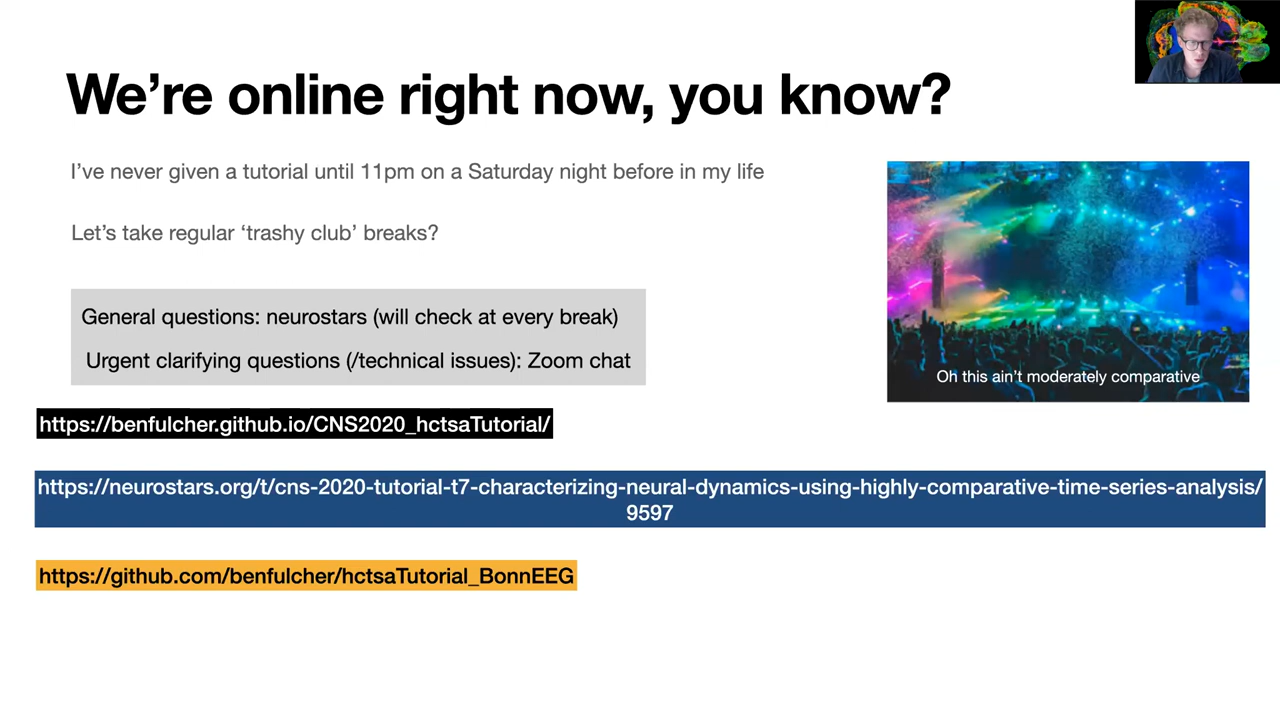 We’re online right now, you know?
I’ve never given a tutorial until 11pm on a Saturday night before in my life
Let’s take regular ‘trashy club’ breaks?
General questions: neurostars (will check at every break)
Urgent clarifying questions (/technical issues): Zoom chat
Oh this ain’t moderately comparative
https://benfulcher.github.io/CNS2020_hctsaTutorial/
https://neurostars.org/t/cns-2020-tutorial-t7-characterizing-neural-dynamics-using-highly-comparative-time-series-analysis/
9597
https://github.com/benfulcher/hctsaTutorial_BonnEEG